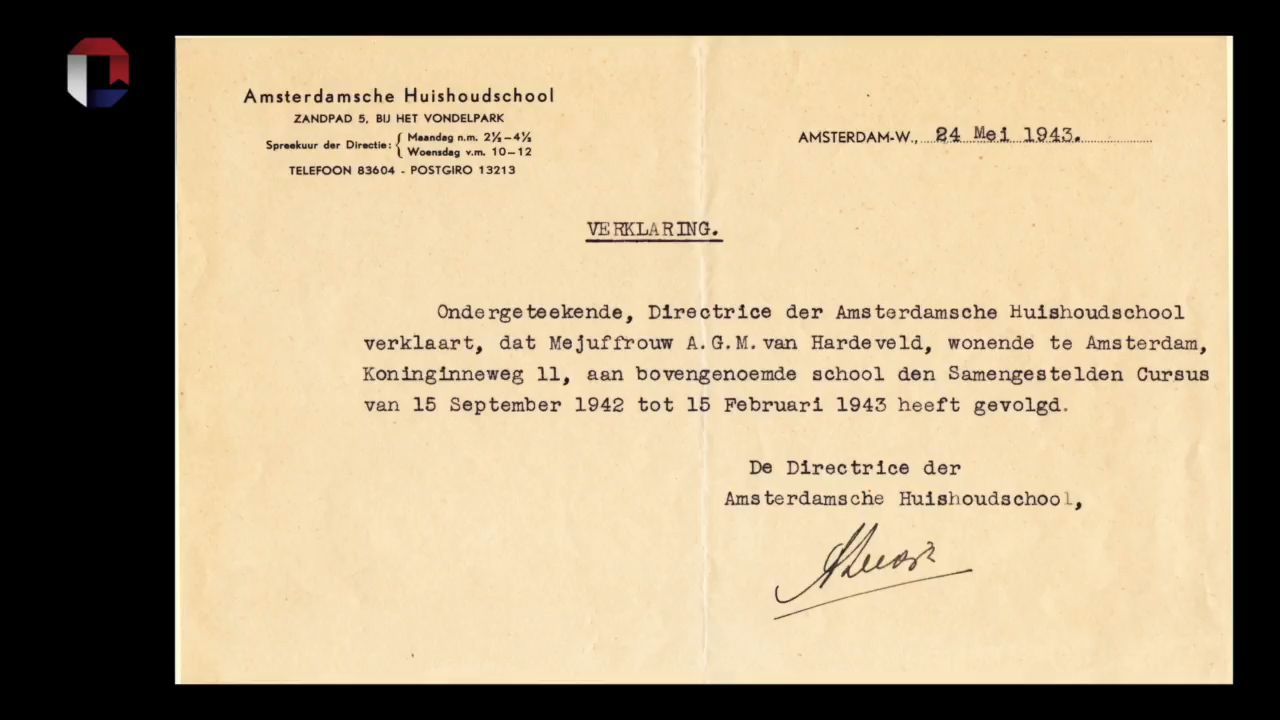 Amsterdamsche Huishoudschool
ZANDPAD 5, BIJ HET VONDELPARK
Spreekuur der Directie: { Maandag n.m. 2½–4½
Woensdag v.m. 10–12
TELEFOON 83604 - POSTGIRO 13213
AMSTERDAM-W., 24 Mei 1943.
VERKLARING.
Ondergeteekende, Directrice der Amsterdamsche Huishoudschool
verklaart, dat Mejuffrouw A.G.M. van Hardeveld, wonende te Amsterdam,
Koninginneweg 11, aan bovengenoemde school den Samengestelden Cursus
van 15 September 1942 tot 15 Februari 1943 heeft gevolgd.
De Directrice der
Amsterdamsche Huishoudschool,